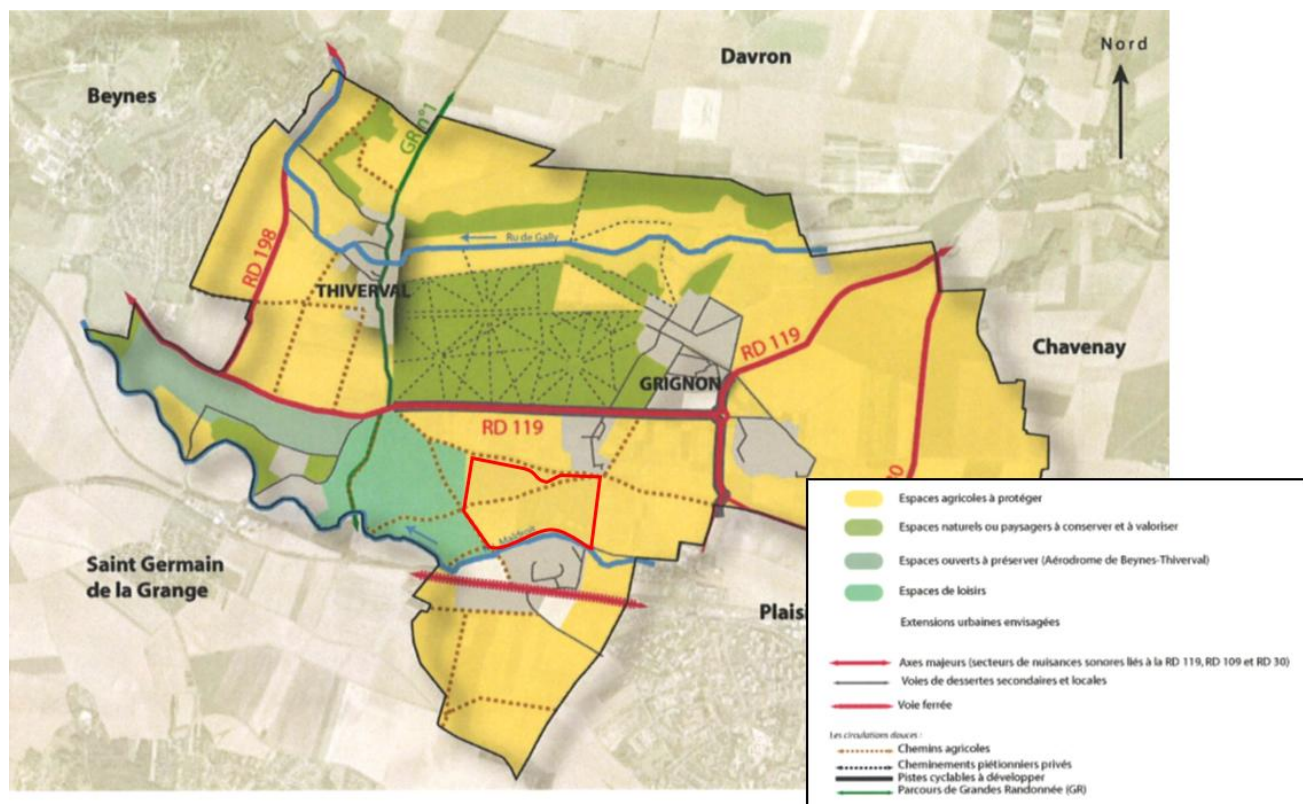 Nord
Davron
Beynes
GR n°1
Ru de Gally
RD 198
THIVERVAL
RD 119
Chavenay
GRIGNON
RD 119
Saint Germain
de la Grange
Maldroit
Espaces agricoles à protéger
Espaces naturels ou paysagers à conserver et à valoriser
Espaces ouverts à préserver (Aérodrome de Beynes-Thiverval)
Espaces de loisirs
Extensions urbaines envisagées
Axes majeurs (secteurs de nuisances sonores liés à la RD 119, RD 109 et RD 30)
Voies de dessertes secondaires et locales
Voie ferrée
Les circulations douces :
Chemins agricoles
Cheminements piétionniers privés
Pistes cyclables à développer
Parcours de Grandes Randonnée (GR)